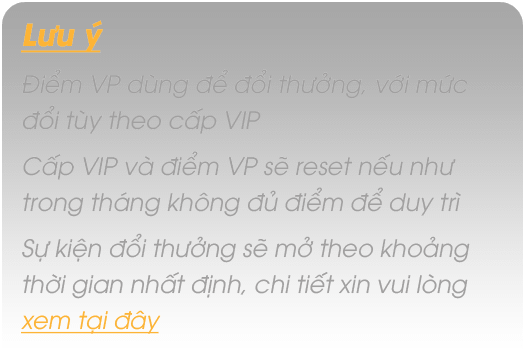 Lưu ý
Điểm VP dùng để đổi thưởng, với mức
đổi tùy theo cấp VIP
Cấp VIP và điểm VP sẽ reset nếu như
trong tháng không đủ điểm để duy trì
Sự kiện đổi thưởng sẽ mở theo khoảng
thời gian nhất định, chi tiết xin vui lòng
xem tại đây